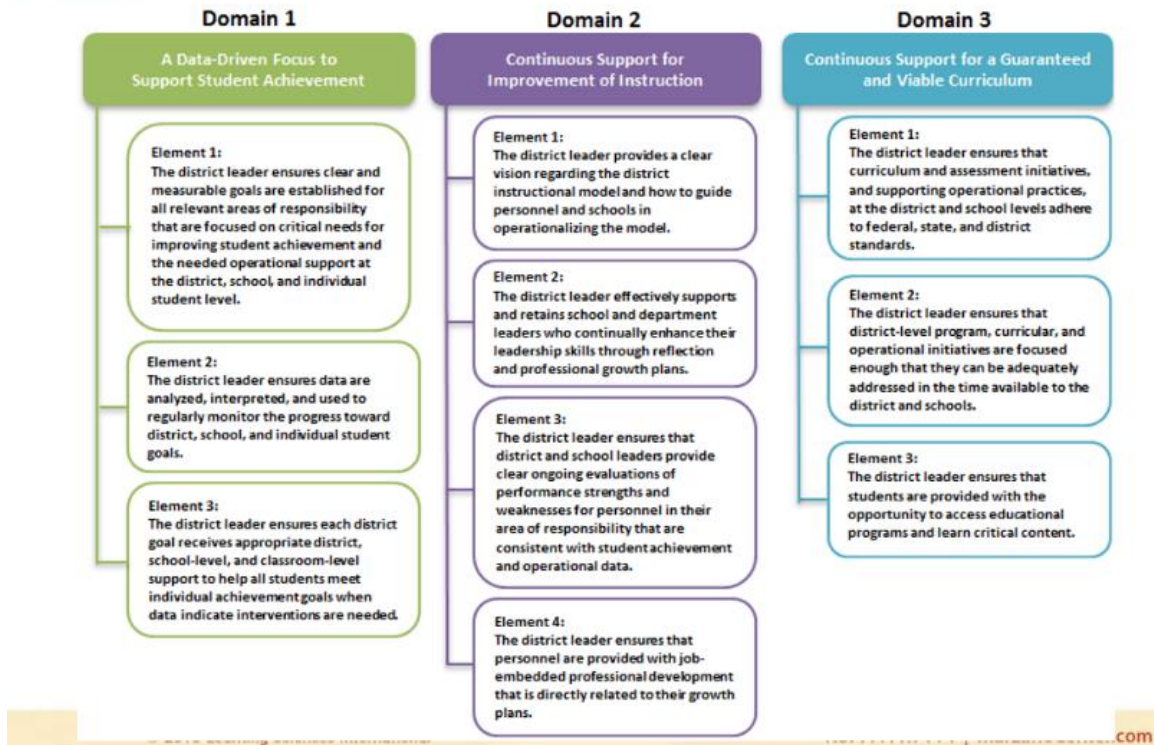 Domain 1
A Data-Driven Focus to
Support Student Achievement
Element 1:
The district leader ensures clear and
measurable goals are established for
all relevant areas of responsibility
that are focused on critical needs for
improving student achievement and
the needed operational support at
the district, school, and individual
student level.
Element 2:
The district leader ensures data are
analyzed, interpreted, and used to
regularly monitor the progress toward
district, school, and individual student
goals.
Element 3:
The district leader ensures each district
goal receives appropriate district,
school-level, and classroom-level
support to help all students meet
individual achievement goals when
data indicate interventions are needed.
Domain 2
Continuous Support for
Improvement of Instruction
Element 1:
The district leader provides a clear
vision regarding the district
instructional model and how to guide
personnel and schools in
operationalizing the model.
Element 2:
The district leader effectively supports
and retains school and department
leaders who continually enhance their
leadership skills through reflection
and professional growth plans.
Element 3:
The district leader ensures that
district and school leaders provide
clear ongoing evaluations of
performance strengths and
weaknesses for personnel in their
area of responsibility that are
consistent with student achievement
and operational data.
Element 4:
The district leader ensures that
personnel are provided with job-
embedded professional development
that is directly related to their growth
plans.
Domain 3
Continuous Support for a Guaranteed
and Viable Curriculum
Element 1:
The district leader ensures that
curriculum and assessment initiatives,
and supporting operational practices,
at the district and school levels adhere
to federal, state, and district
standards.
Element 2:
The district leader ensures that
district-level program, curricular, and
operational initiatives are focused
enough that they can be adequately
addressed in the time available to the
district and schools.
Element 3:
The district leader ensures that
students are provided with the
opportunity to access educational
programs and learn critical content.
com